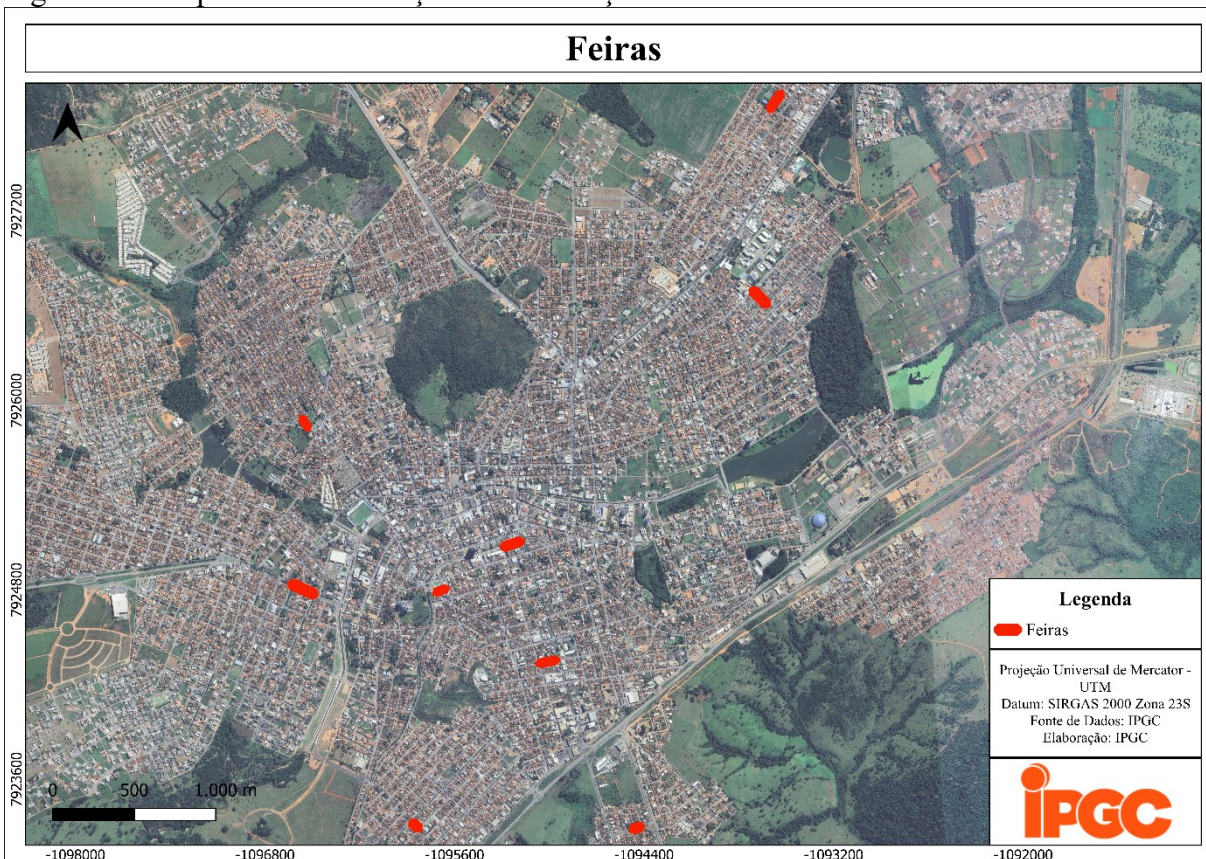 Feiras
7927200
7926000
7924800
7923600
0 500 1.000 m
-1098000 -1096800 -1095600 -1094400 -1093200 -1092000
Legenda
Feiras
Projeção Universal de Mercator -
UTM
Datum: SIRGAS 2000 Zona 23S
Fonte de Dados: IPGC
Elaboração: IPGC
iPGC